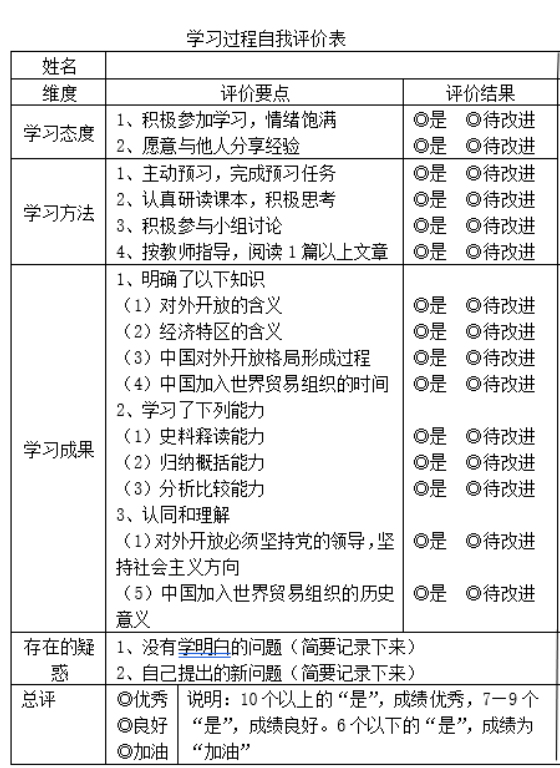 学习过程自我评价表
姓名
维度 评价要点 评价结果
学习态度
1、积极参加学习，情绪饱满 ◎是 ◎待改进
2、愿意与他人分享经验 ◎是 ◎待改进
学习方法
1、主动预习，完成预习任务 ◎是 ◎待改进
2、认真研读课本，积极思考 ◎是 ◎待改进
3、积极参与小组讨论 ◎是 ◎待改进
4、按教师指导，阅读1篇以上文章 ◎是 ◎待改进
学习成果
1、明确了以下知识
（1）对外开放的含义 ◎是 ◎待改进
（2）经济特区的含义 ◎是 ◎待改进
（3）中国对外开放格局形成过程 ◎是 ◎待改进
（4）中国加入世界贸易组织的时间 ◎是 ◎待改进
2、学习了下列能力
（1）史料释读能力 ◎是 ◎待改进
（2）归纳概括能力 ◎是 ◎待改进
（3）分析比较能力 ◎是 ◎待改进
3、认同和理解
（1）对外开放必须坚持党的领导，坚 ◎是 ◎待改进
持社会主义方向
（5）中国加入世界贸易组织的历史 ◎是 ◎待改进
意义
存在的疑
惑
1、没有学明白的问题（简要记录下来）
2、自己提出的新问题（简要记录下来）
总评
◎优秀
◎良好
◎加油
说明：10个以上的“是”，成绩优秀，7—9个
“是”，成绩良好。6个以下的“是”，成绩为
“加油”